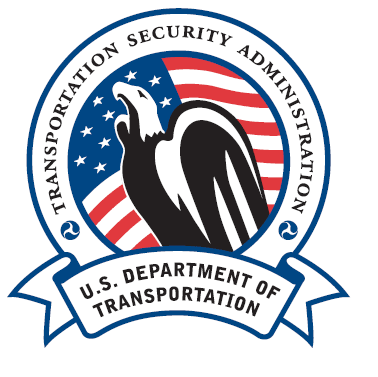 TRANSPORTATION SECURITY ADMINISTRATION
U.S. DEPARTMENT OF
TRANSPORTATION